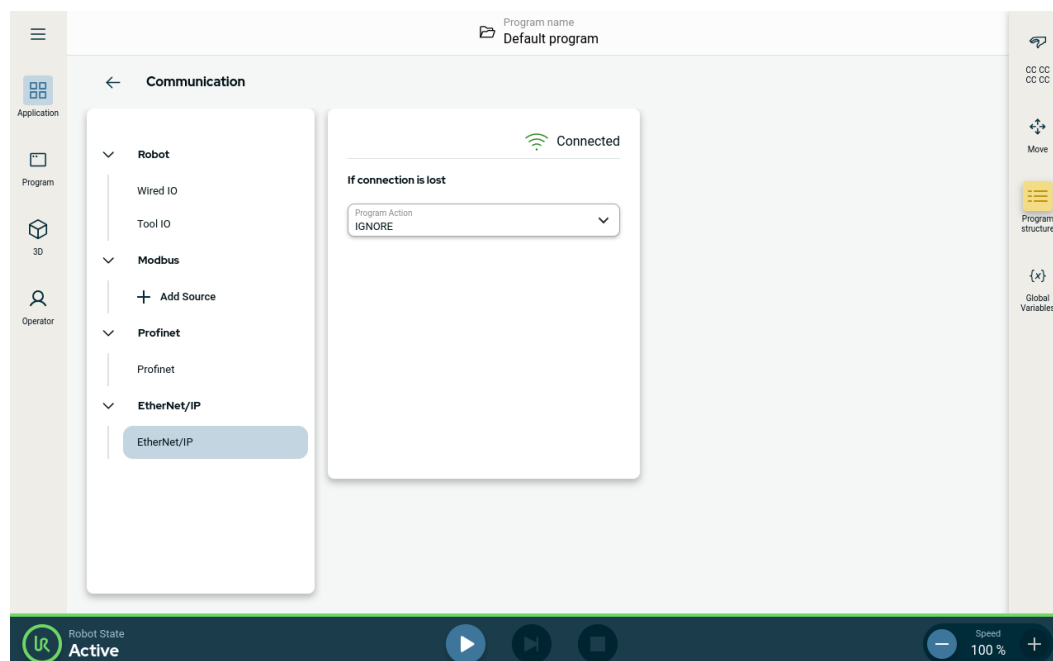 Program name
Default program
Application
Program
3D
Operator
Communication
Robot
Wired IO
Tool IO
Modbus
Add Source
Profinet
Profinet
EtherNet/IP
EtherNet/IP
Connected
If connection is lost
Program Action
IGNORE
CC CC
CC CC
Move
Program
structure
{x}
Global
Variables
UR
Robot State
Active
Speed
100 %